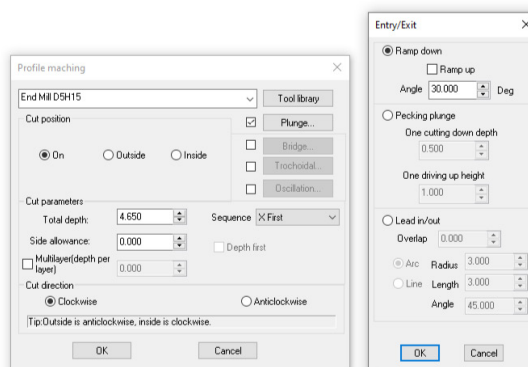 Profile maching
End Mill D5H15
Tool library
Cut position
Plunge...
On
Outside
Inside
Bridge...
Trochoidal...
Oscillation...
Cut parameters
Total depth:
4.650
Sequence
X First
Side allowance:
0.000
Depth first
Multilayer(depth per
layer)
0.000
Cut direction
Clockwise
Anticlockwise
Tip:Outside is anticlockwise, inside is clockwise.
OK
Cancel
Entry/Exit
Ramp down
Ramp up
Angle
30.000
Deg
Pecking plunge
One cutting down depth
0.500
One driving up height
1.000
Lead in/out
Overlap
0.000
Arc
Radius
3.000
Line
Length
3.000
Angle
45.000
OK
Cancel